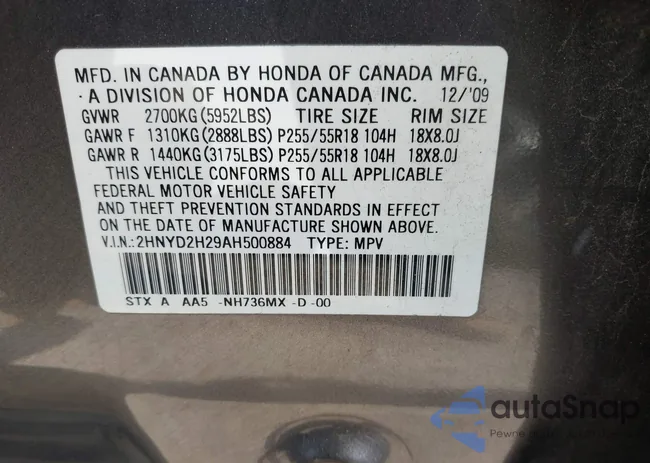 MFD. IN CANADA BY HONDA OF CANADA MFG.,
A DIVISION OF HONDA CANADA INC. 12/'09
GVWR 2700KG(5952LBS) TIRE SIZE RIM SIZE
GAWR F 1310KG(2888LBS) P255/55R18 104H 18X8.0J
GAWR R 1440KG(3175LBS) P255/55R18 104H 18X8.0J
THIS VEHICLE CONFORMS TO ALL APPLICABLE
FEDERAL MOTOR VEHICLE SAFETY
AND THEFT PREVENTION STANDARDS IN EFFECT
ON THE DATE OF MANUFACTURE SHOWN ABOVE.
V.I.N.:2HNYD2H29AH500884 TYPE: MPV
STX A AA5 -NH736MX -D -00
autaSnap
Pewne